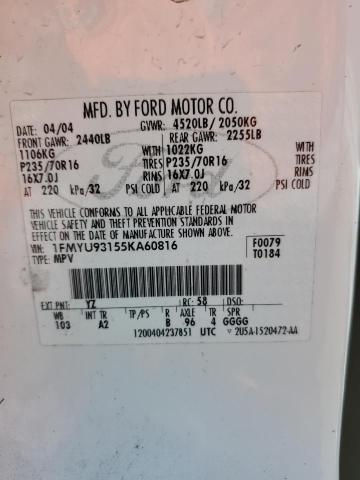 MFD. BY FORD MOTOR CO.
DATE: 04/04 GVWR: 4520LB / 2050KG
FRONT GAWR: 2440LB REAR GAWR: 2255LB
1106KG WITH 1022KG WITH
P235/70R16 TIRES P235/70R16 TIRES
16X7.0J RIMS 16X7.0J RIMS
AT 220 kPa/32 PSI COLD AT 220 kPa/32 PSI COLD
THIS VEHICLE CONFORMS TO ALL APPLICABLE FEDERAL MOTOR
VEHICLE SAFETY AND THEFT PREVENTION STANDARDS IN
EFFECT ON THE DATE OF MANUFACTURE SHOWN ABOVE.
VIN: 1FMYU93155KA60816 F0079
TYPE: MPV T0184
EXT PNT: YZ RC: 58 DSO:
WB INT TR TP/PS R AXLE TR SPR
103 A2 B 96 4 GGGG
1200404237851 UTC 2U5A-1520472-AA
Ford